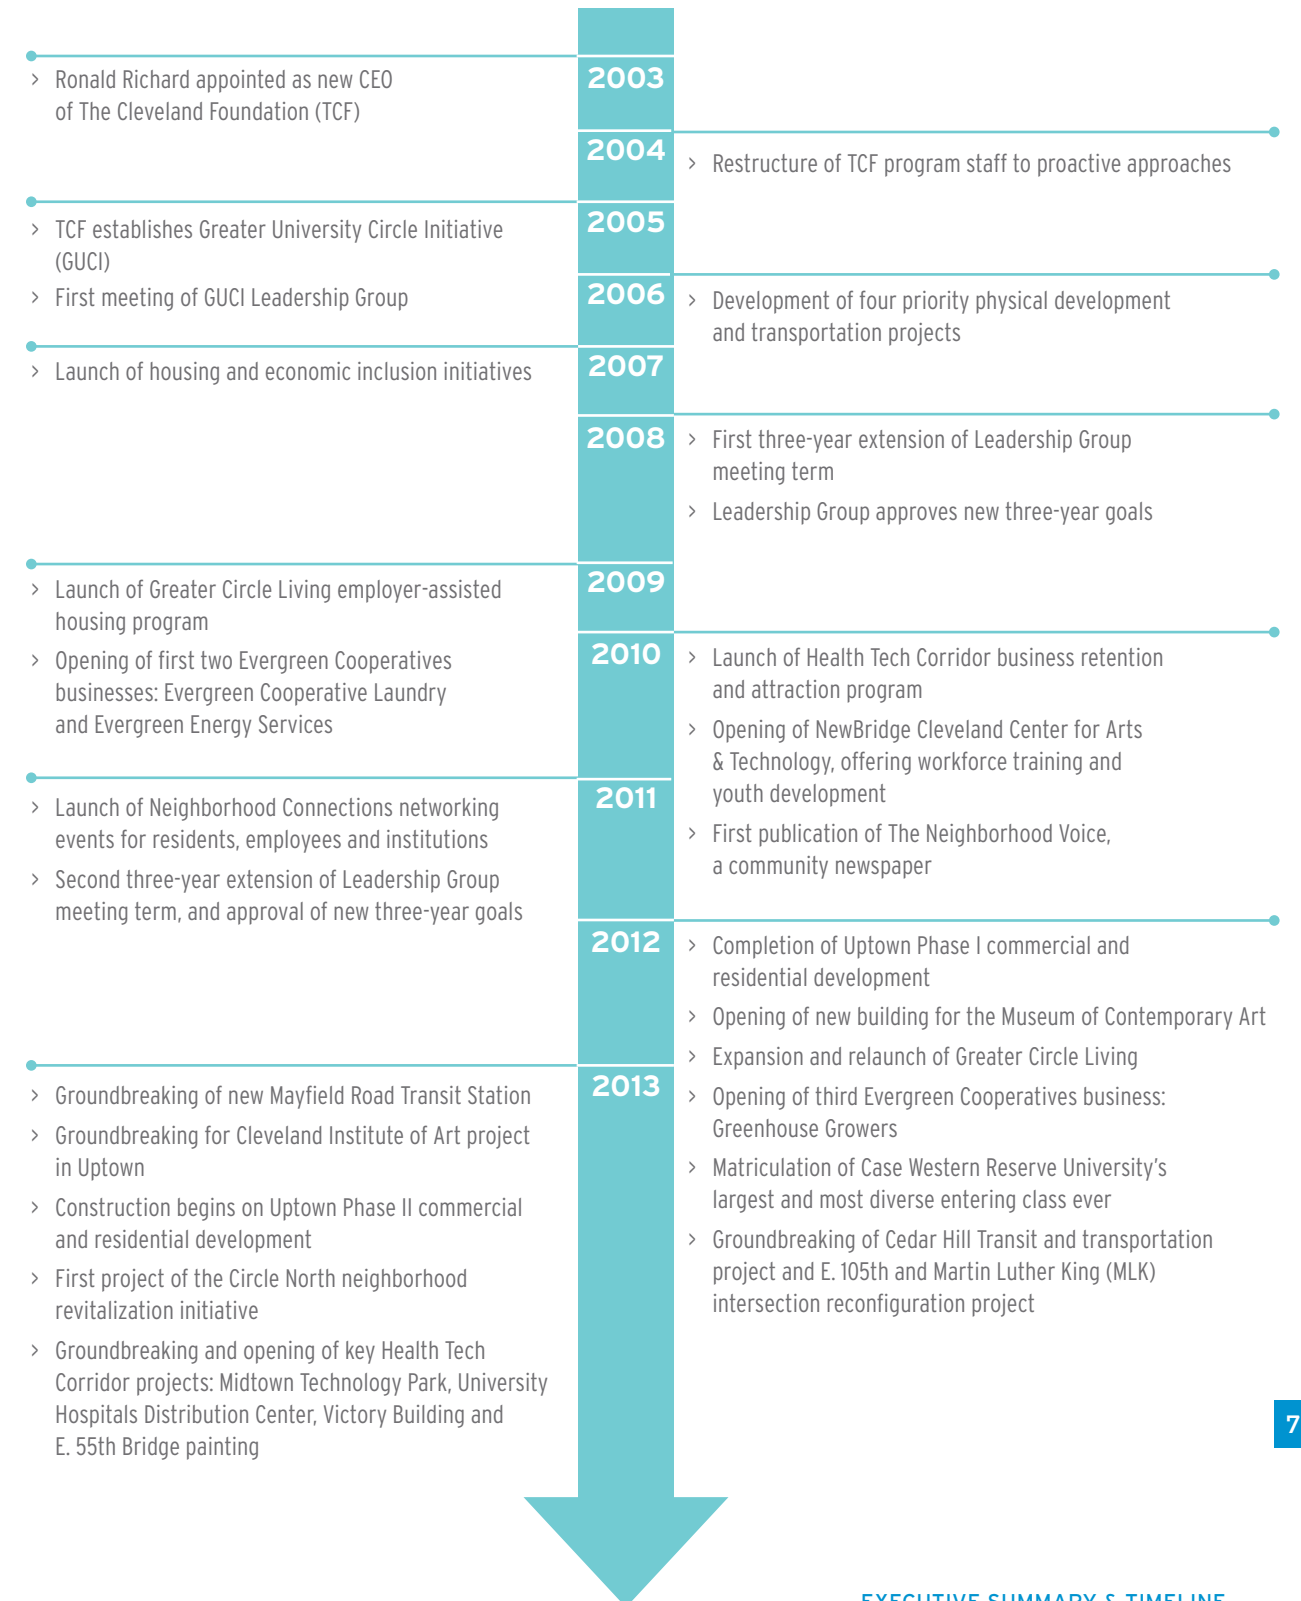 2003
> Ronald Richard appointed as new CEO
of The Cleveland Foundation (TCF)
2004
> Restructure of TCF program staff to proactive approaches
2005
> TCF establishes Greater University Circle Initiative
(GUCI)
> First meeting of GUCI Leadership Group
2006
> Development of four priority physical development
and transportation projects
2007
> Launch of housing and economic inclusion initiatives
2008
> First three-year extension of Leadership Group
meeting term
> Leadership Group approves new three-year goals
2009
> Launch of Greater Circle Living employer-assisted
housing program
> Opening of first two Evergreen Cooperatives
businesses: Evergreen Cooperative Laundry
and Evergreen Energy Services
2010
> Launch of Health Tech Corridor business retention
and attraction program
> Opening of NewBridge Cleveland Center for Arts
& Technology, offering workforce training and
youth development
> First publication of The Neighborhood Voice,
a community newspaper
2011
> Launch of Neighborhood Connections networking
events for residents, employees and institutions
> Second three-year extension of Leadership Group
meeting term, and approval of new three-year goals
2012
> Completion of Uptown Phase I commercial and
residential development
> Opening of new building for the Museum of Contemporary Art
> Expansion and relaunch of Greater Circle Living
> Opening of third Evergreen Cooperatives business:
Greenhouse Growers
> Matriculation of Case Western Reserve University’s
largest and most diverse entering class ever
> Groundbreaking of Cedar Hill Transit and transportation
project and E. 105th and Martin Luther King (MLK)
intersection reconfiguration project
2013
> Groundbreaking of new Mayfield Road Transit Station
> Groundbreaking for Cleveland Institute of Art project
in Uptown
> Construction begins on Uptown Phase II commercial
and residential development
> First project of the Circle North neighborhood
revitalization initiative
> Groundbreaking and opening of key Health Tech
Corridor projects: Midtown Technology Park, University
Hospitals Distribution Center, Victory Building and
E. 55th Bridge painting
7
EXECUTIVE SUMMARY & TIMELINE